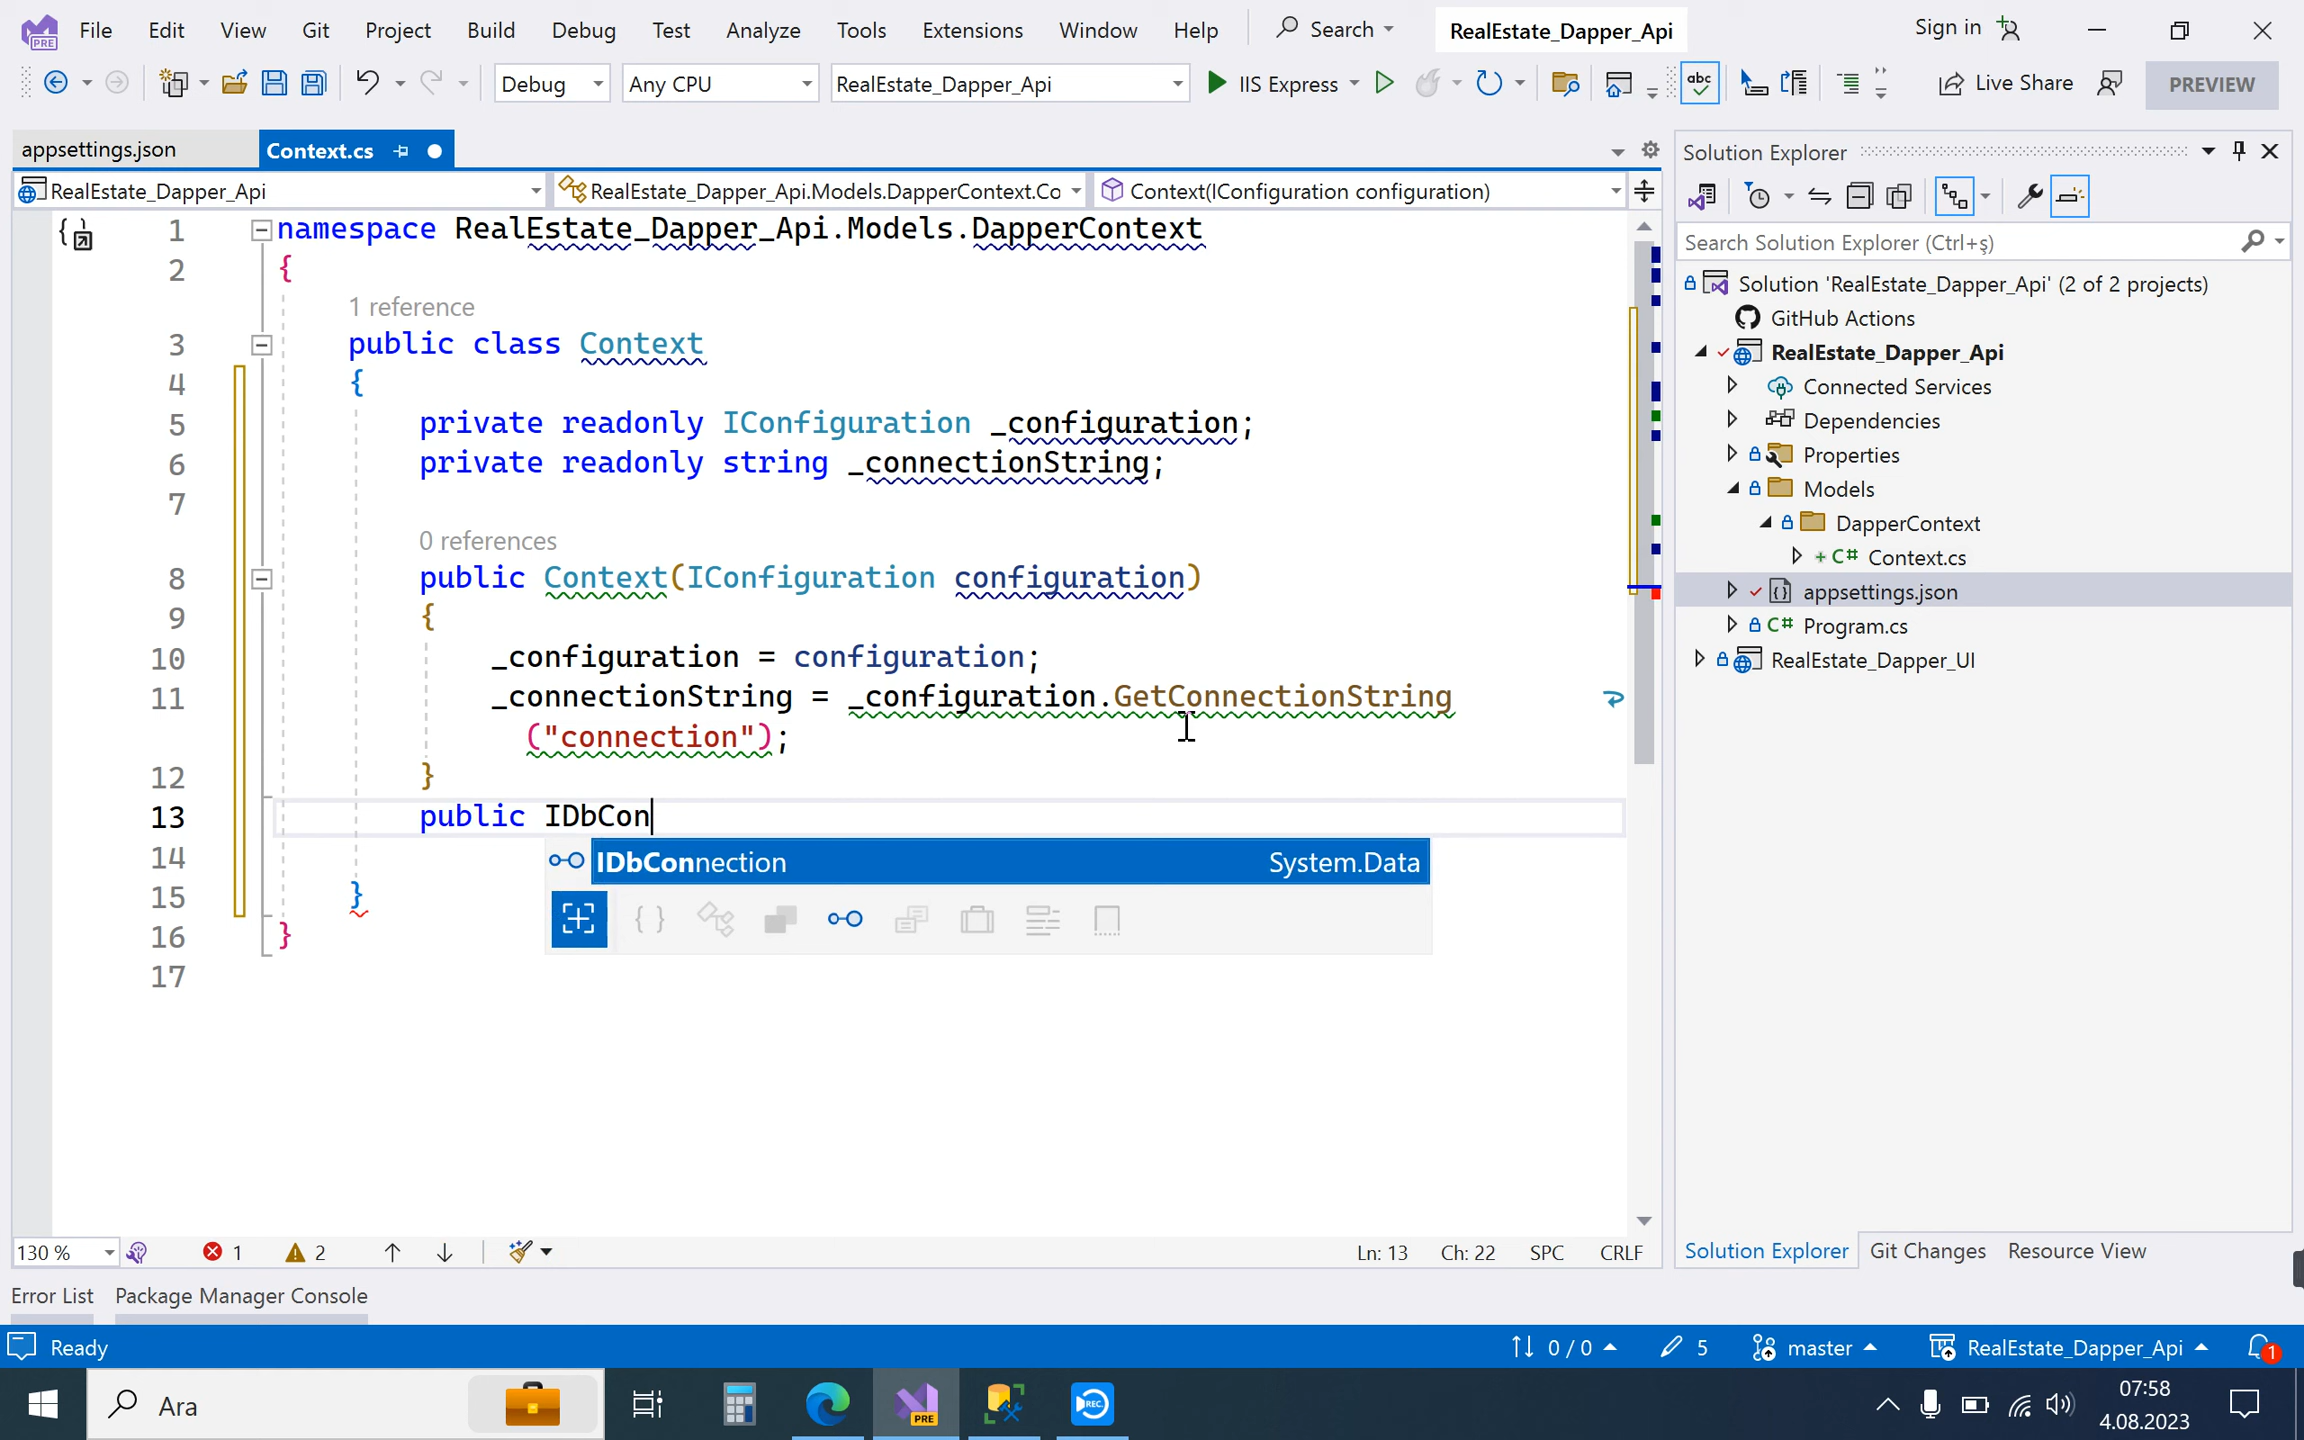 File Edit View Git Project Build Debug Test Analyze Tools Extensions Window Help Search RealEstate_Dapper_Api Sign in
PRE
Debug Any CPU RealEstate_Dapper_Api IIS Express abc Live Share PREVIEW
appsettings.json Context.cs
RealEstate_Dapper_Api RealEstate_Dapper_Api.Models.DapperContext.Co Context(IConfiguration configuration)
1 namespace RealEstate_Dapper_Api.Models.DapperContext
2 {
1 reference
3 public class Context
4 {
5 private readonly IConfiguration _configuration;
6 private readonly string _connectionString;
7
0 references
8 public Context(IConfiguration configuration)
9 {
10 _configuration = configuration;
11 _connectionString = _configuration.GetConnectionString
("connection");
12 }
13 public IDbCon
IDbConnection System.Data
14
15 }
16 }
17
130 % 1 2 Ln: 13 Ch: 22 SPC CRLF
Solution Explorer
Search Solution Explorer (Ctrl+ş)
Solution 'RealEstate_Dapper_Api' (2 of 2 projects)
GitHub Actions
RealEstate_Dapper_Api
Connected Services
Dependencies
Properties
Models
DapperContext
C# Context.cs
appsettings.json
C# Program.cs
RealEstate_Dapper_UI
Solution Explorer Git Changes Resource View
Error List Package Manager Console
Ready 0 / 0 5 master RealEstate_Dapper_Api 1
Ara PRE REC 07:58
4.08.2023